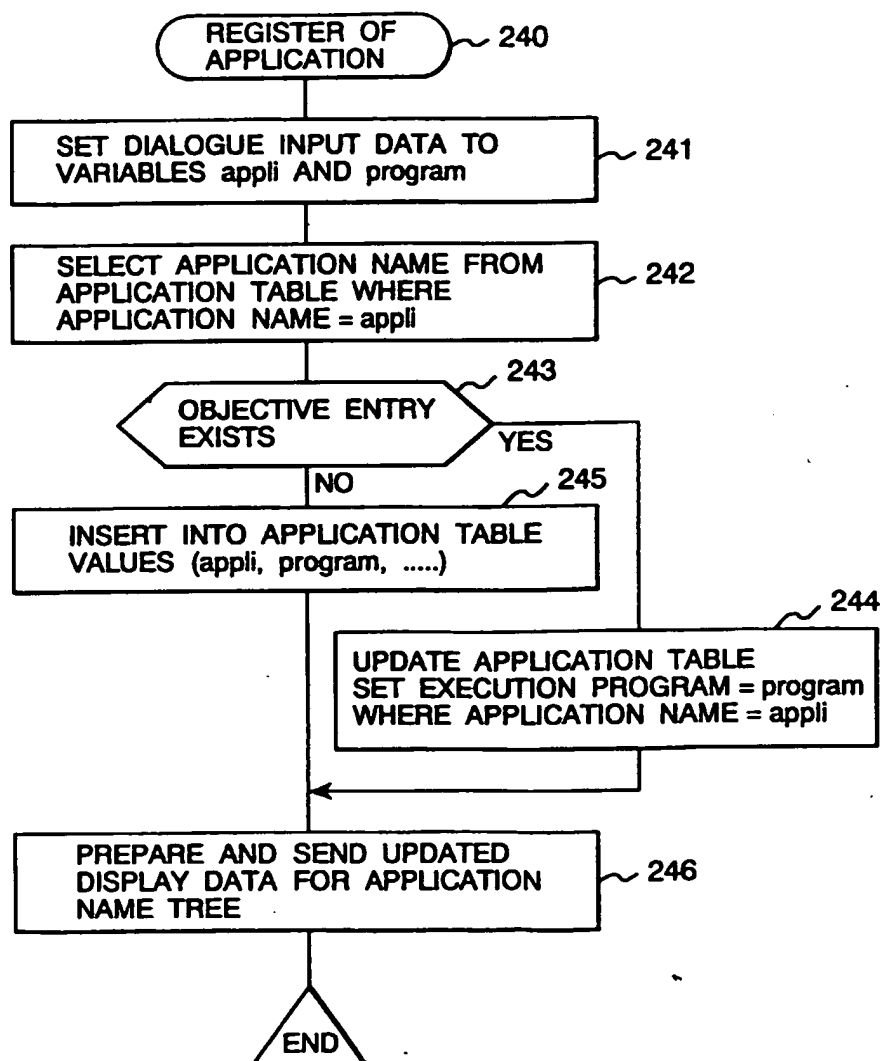 REGISTER OF
APPLICATION
240
SET DIALOGUE INPUT DATA TO
VARIABLES appli AND program
241
SELECT APPLICATION NAME FROM
APPLICATION TABLE WHERE
APPLICATION NAME = appli
242
243
OBJECTIVE ENTRY
EXISTS
YES
NO
245
INSERT INTO APPLICATION TABLE
VALUES (appli, program, .....)
244
UPDATE APPLICATION TABLE
SET EXECUTION PROGRAM = program
WHERE APPLICATION NAME = appli
PREPARE AND SEND UPDATED
DISPLAY DATA FOR APPLICATION
NAME TREE
246
END